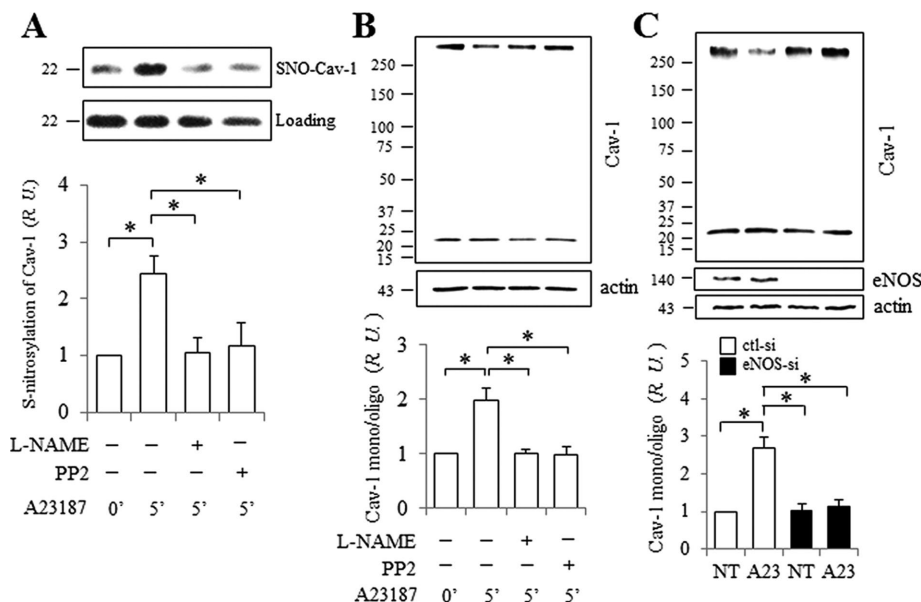 A
22 SNO-Cav-1
22 Loading
S-nitrosylation of Cav-1 (R U.)
4
3
2
1
0
* * *
L-NAME – – + –
PP2 – – – +
A23187 0' 5' 5' 5'
B
250
150
100
75
37
25
20
15
Cav-1
43 actin
Cav-1 mono/oligo (R U.)
3
2
1
0
* * *
L-NAME – – + –
PP2 – – – +
A23187 0' 5' 5' 5'
C
250
150
100
75
37
25
20
15
Cav-1
140 eNOS
43 actin
ctl-si
eNOS-si
Cav-1 mono/oligo (R U.)
5
4
3
2
1
0
* * *
NT A23 NT A23